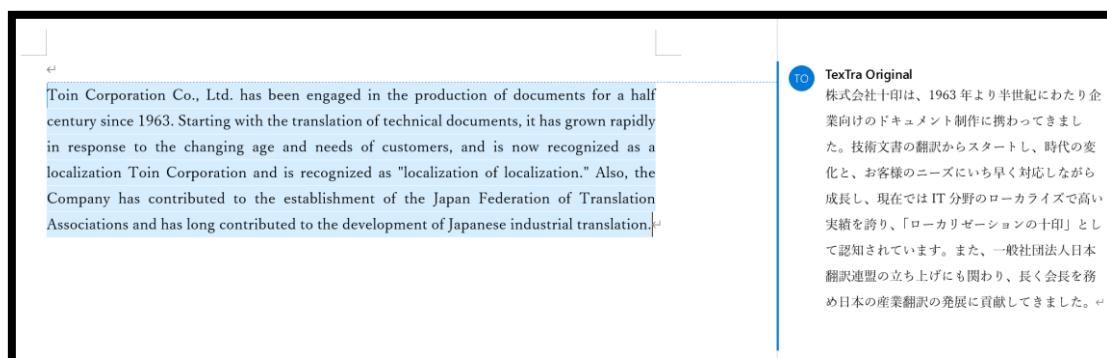 Toin Corporation Co., Ltd. has been engaged in the production of documents for a half
century since 1963. Starting with the translation of technical documents, it has grown rapidly
in response to the changing age and needs of customers, and is now recognized as a
localization Toin Corporation and is recognized as "localization of localization." Also, the
Company has contributed to the establishment of the Japan Federation of Translation
Associations and has long contributed to the development of Japanese industrial translation.
TO
TexTra Original
株式会社十印は、1963 年より半世紀にわたり企
業向けのドキュメント制作に携わってきまし
た。技術文書の翻訳からスタートし、時代の変
化と、お客様のニーズにいち早く対応しながら
成長し、現在では IT 分野のローカライズで高い
実績を誇り、「ローカリゼーションの十印」とし
て認知されています。また、一般社団法人日本
翻訳連盟の立ち上げにも関わり、長く会長を務
め日本の産業翻訳の発展に貢献してきました。